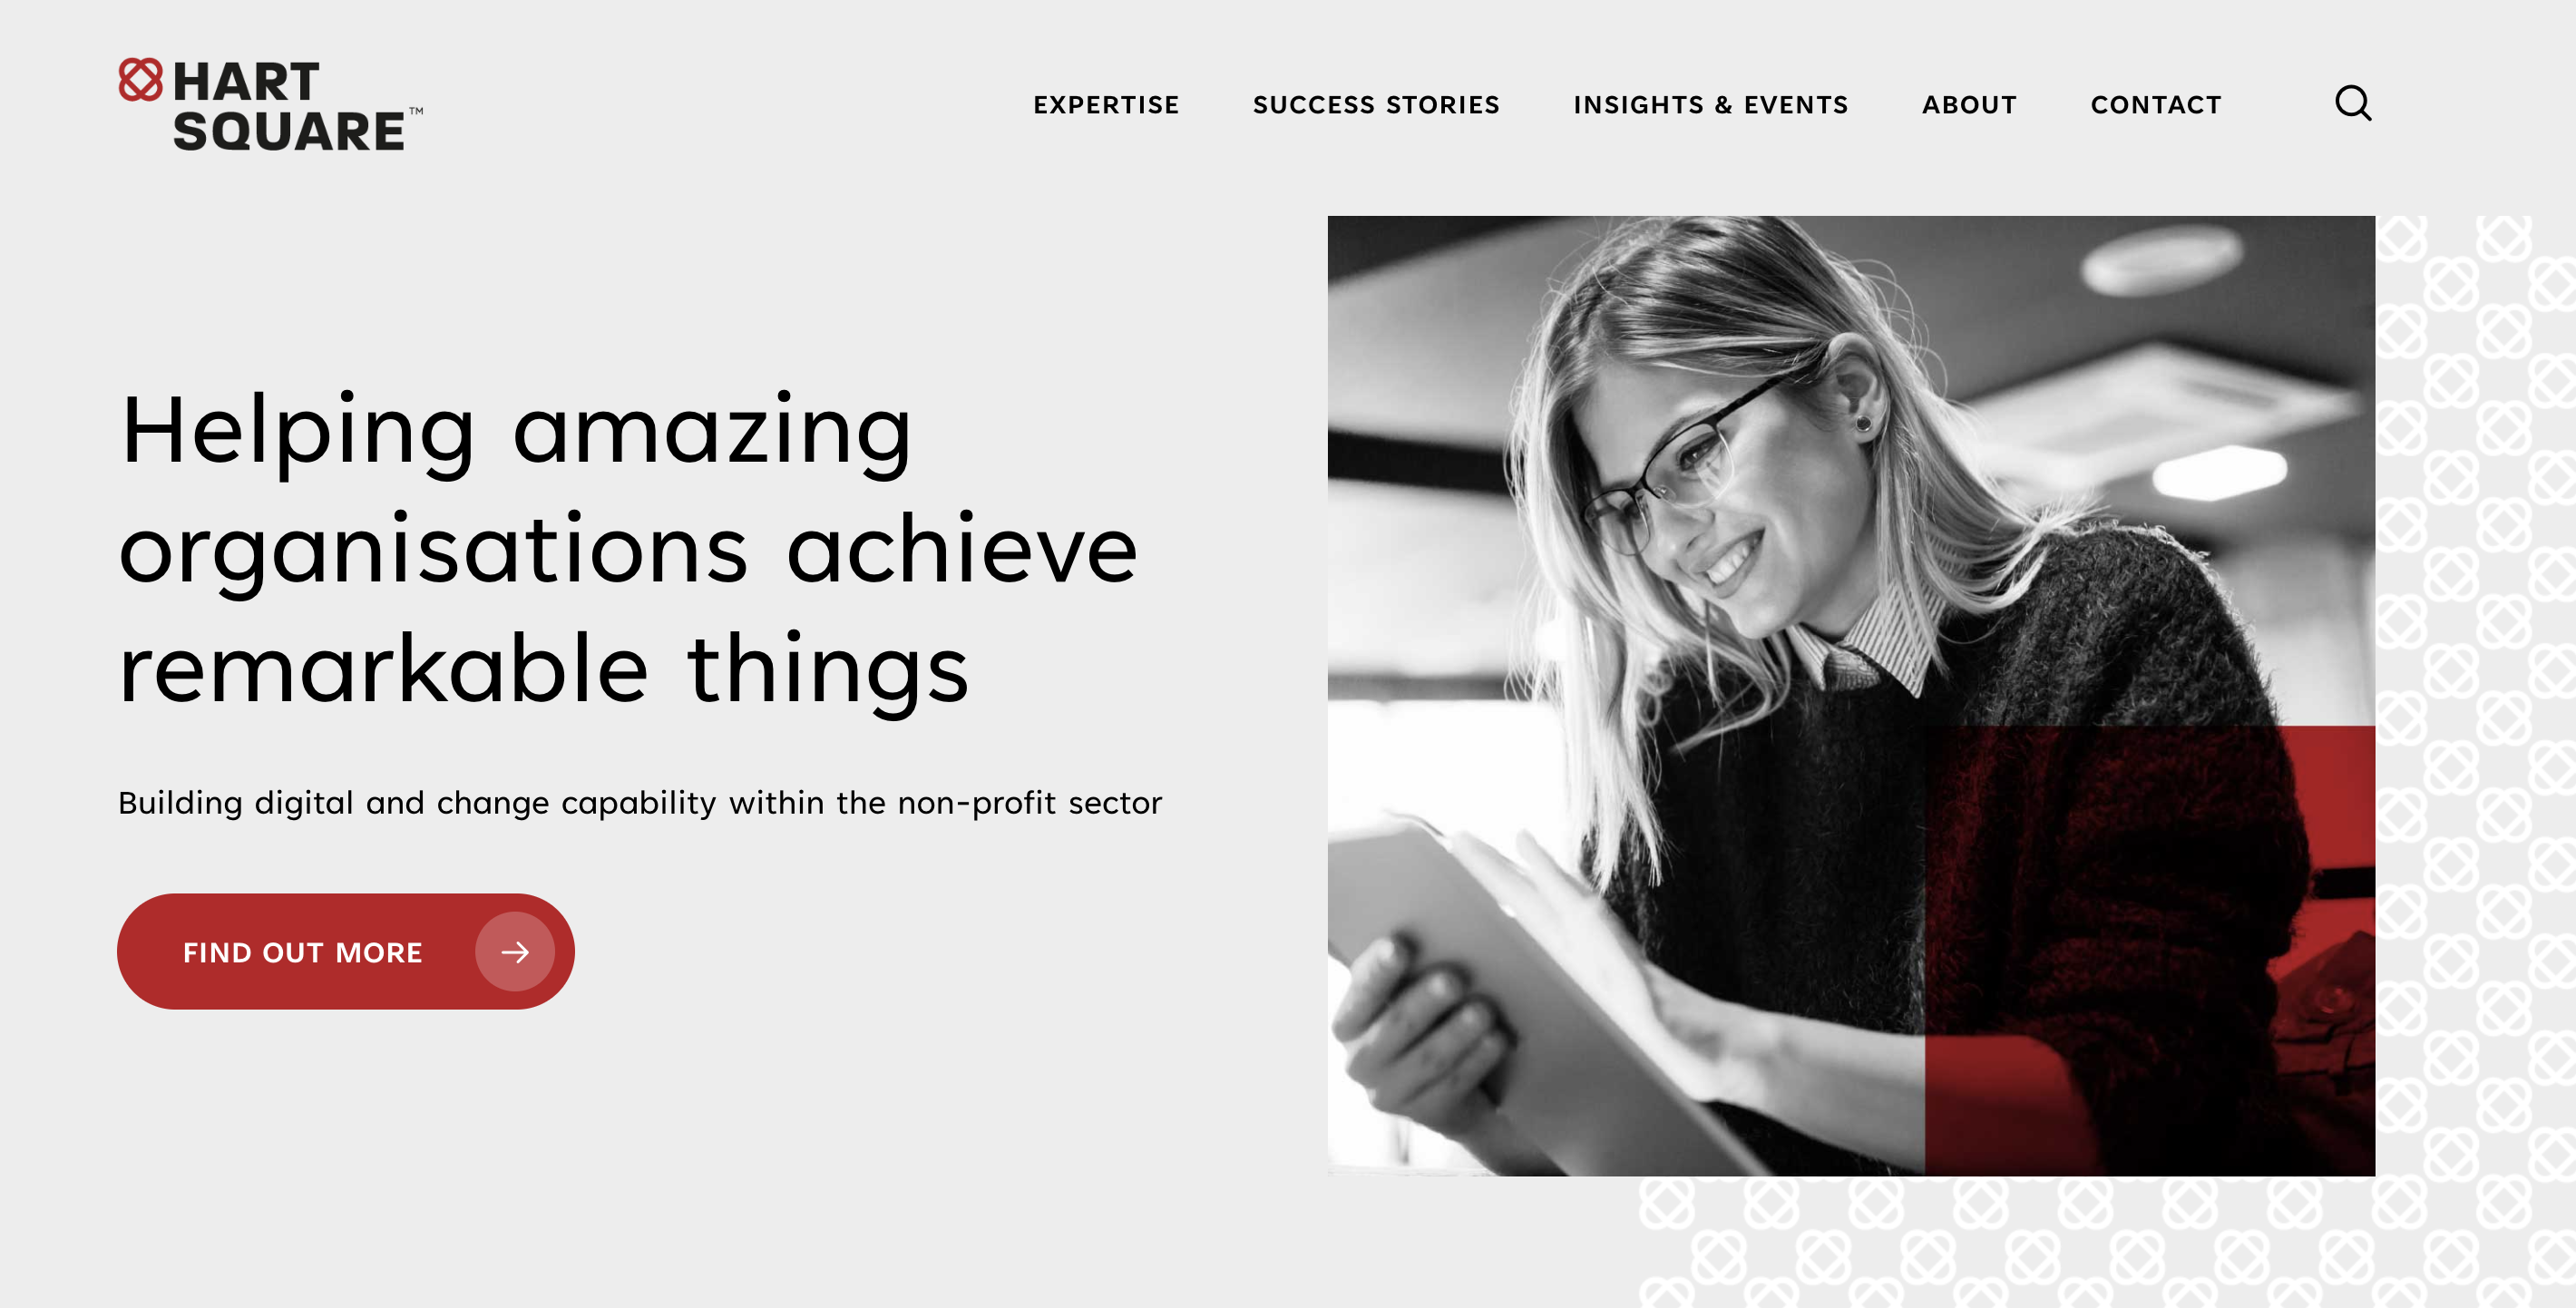 HART
SQUARE™
EXPERTISE
SUCCESS STORIES
INSIGHTS & EVENTS
ABOUT
CONTACT
Helping amazing
organisations achieve
remarkable things
Building digital and change capability within the non-profit sector
FIND OUT MORE